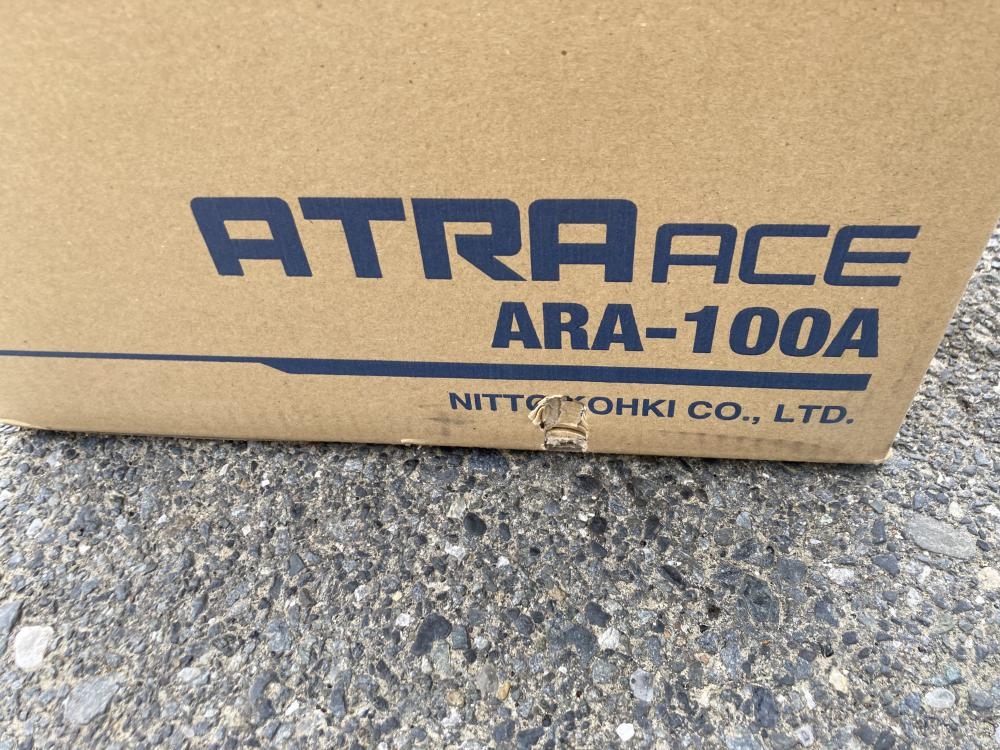 ATRA ACE
ARA-100A
NITTO KOHKI CO., LTD.